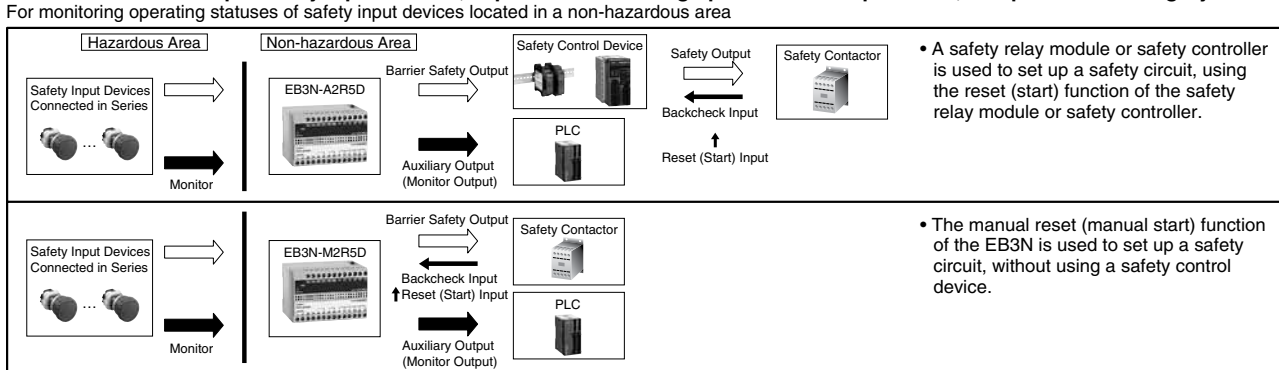 For monitoring operating statuses of safety input devices located in a non-hazardous area
Hazardous Area
Non-hazardous Area
Safety Input Devices
Connected in Series
...
Monitor
EB3N-A2R5D
Barrier Safety Output
Auxiliary Output
(Monitor Output)
Safety Control Device
PLC
Safety Output
Backcheck Input
Reset (Start) Input
Safety Contactor
• A safety relay module or safety controller
is used to set up a safety circuit, using
the reset (start) function of the safety
relay module or safety controller.
Safety Input Devices
Connected in Series
...
Monitor
EB3N-M2R5D
Barrier Safety Output
Backcheck Input
Reset (Start) Input
Auxiliary Output
(Monitor Output)
Safety Contactor
PLC
• The manual reset (manual start) function
of the EB3N is used to set up a safety
circuit, without using a safety control
device.